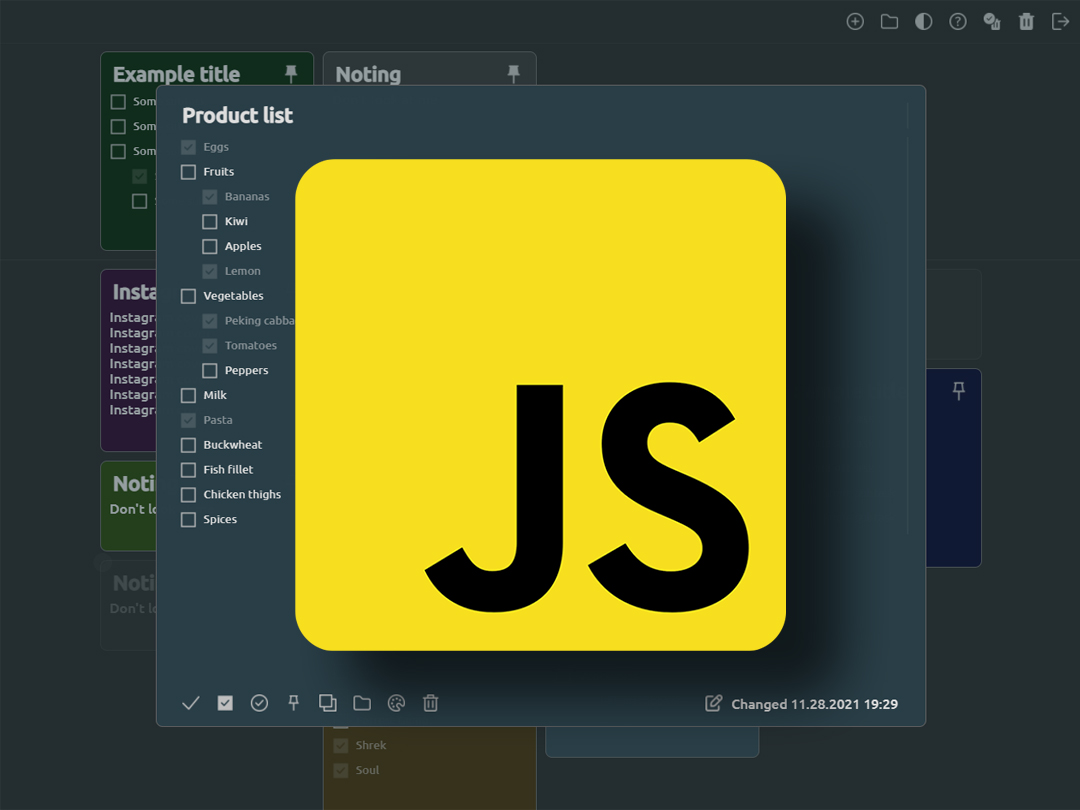 Example title
Noting
Product list
Eggs
Fruits
Bananas
Kiwi
Apples
Lemon
Vegetables
Peking cabba
Tomatoes
Peppers
Milk
Pasta
Buckwheat
Fish fillet
Chicken thighs
Spices
JS
Som
Som
Som
Insta
Instagra
Instagra
Instagra
Instagra
Instagra
Instagra
Instagra
Noti
Don't lo
Noti
Don't lo
Changed 11.28.2021 19:29
Shrek
Soul